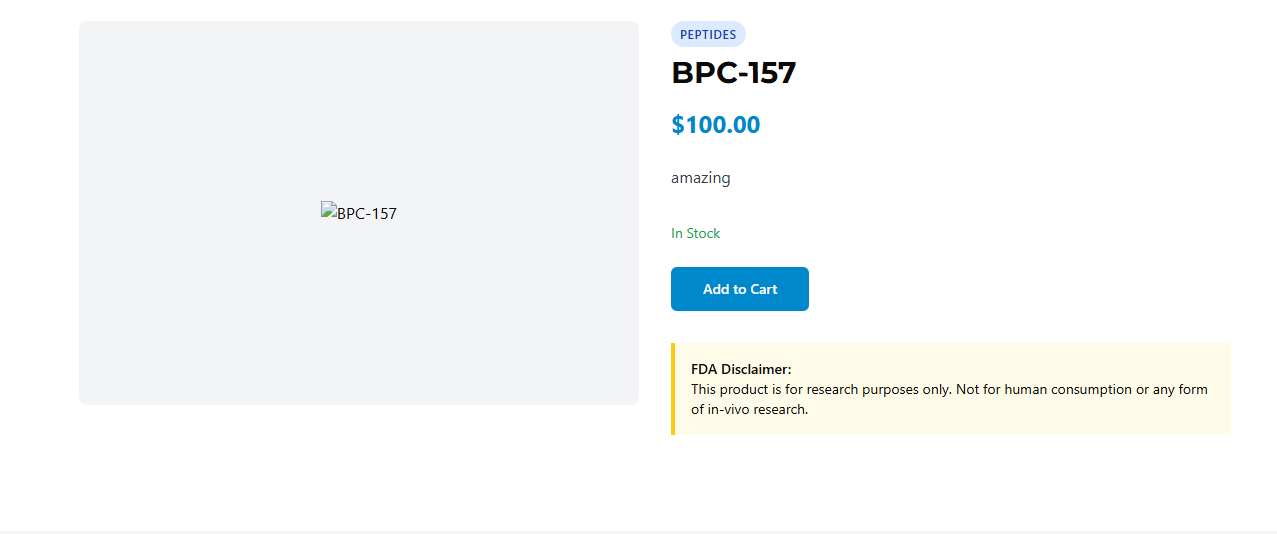 PEPTIDES
BPC-157
$100.00
amazing
BPC-157
In Stock
Add to Cart
FDA Disclaimer:
This product is for research purposes only. Not for human consumption or any form
of in-vivo research.